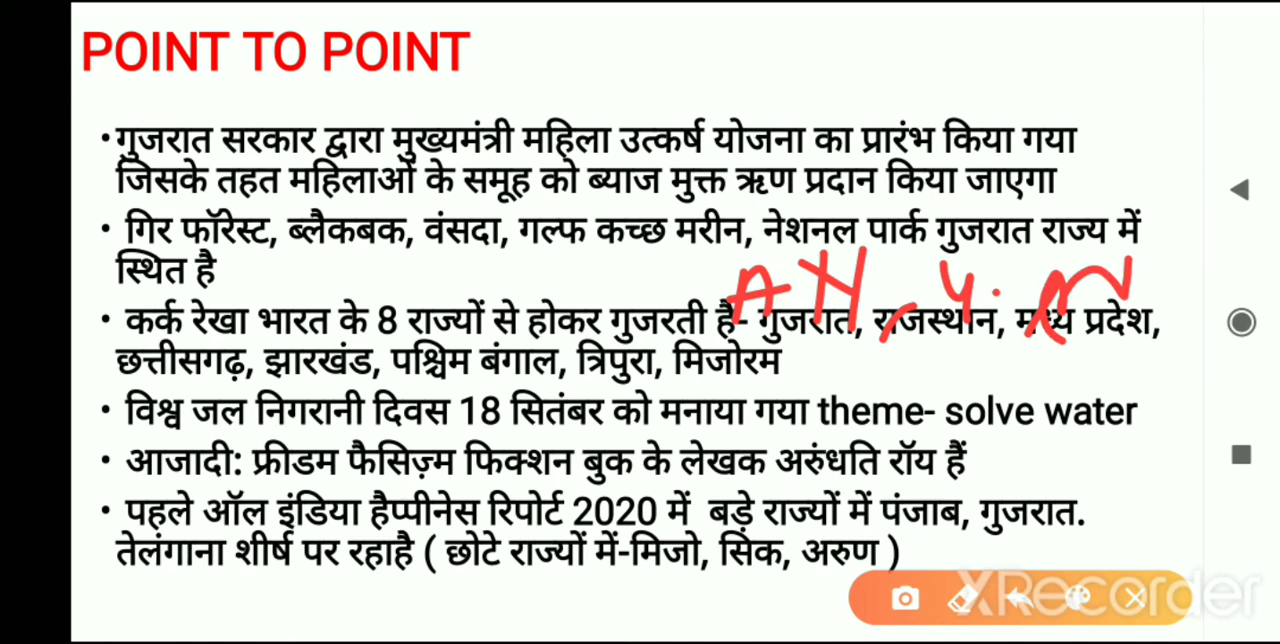 POINT TO POINT
•गुजरात सरकार द्वारा मुख्यमंत्री महिला उत्कर्ष योजना का प्रारंभ किया गया
जिसके तहत महिलाओं के समूह को ब्याज मुक्त ऋण प्रदान किया जाएगा
• गिर फॉरेस्ट, ब्लैकबक, वंसदा, गल्फ कच्छ मरीन, नेशनल पार्क गुजरात राज्य में
स्थित है
• कर्क रेखा भारत के 8 राज्यों से होकर गुजरती है- गुजरात, राजस्थान, मध्य प्रदेश,
छत्तीसगढ़, झारखंड, पश्चिम बंगाल, त्रिपुरा, मिजोरम
• विश्व जल निगरानी दिवस 18 सितंबर को मनाया गया theme- solve water
• आजादी: फ्रीडम फैसिज़्म फिक्शन बुक के लेखक अरुंधति रॉय हैं
• पहले ऑल इंडिया हैप्पीनेस रिपोर्ट 2020 में बड़े राज्यों में पंजाब, गुजरात.
तेलंगाना शीर्ष पर रहाहै ( छोटे राज्यों में-मिजो, सिक, अरुण )
XRecorder